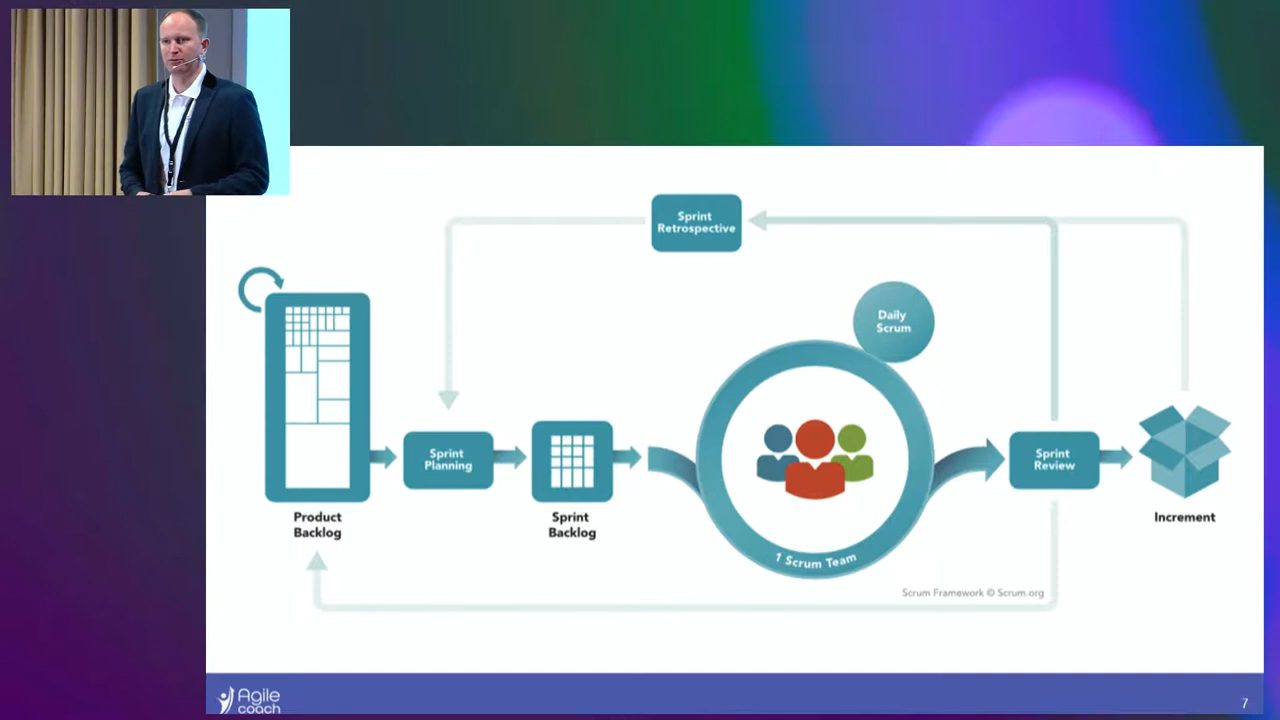 Sprint
Retrospective
Daily
Scrum
Sprint
Planning
Sprint
Review
Product
Backlog
Sprint
Backlog
1 Scrum Team
Increment
Scrum Framework © Scrum.org
Agile
coach
7